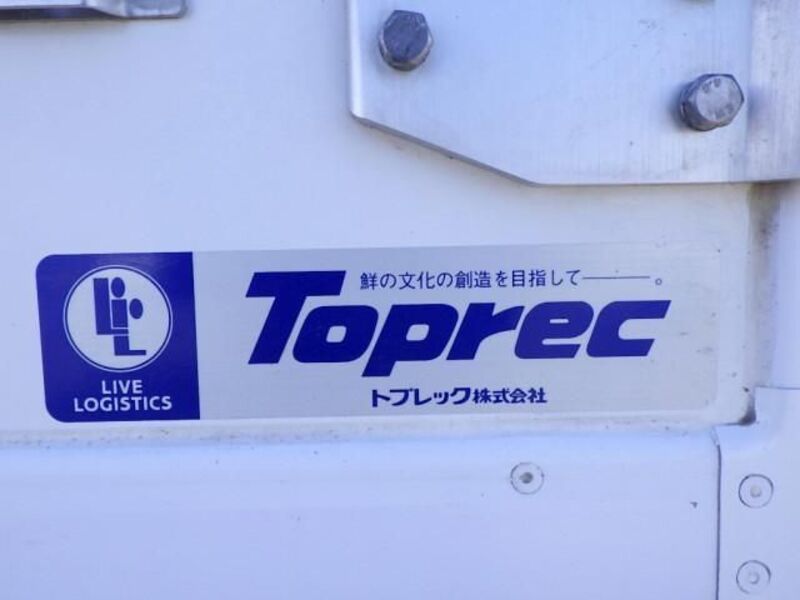 鮮の文化の創造を目指して――。
Toprec
トプレック株式会社
LIVE
LOGISTICS